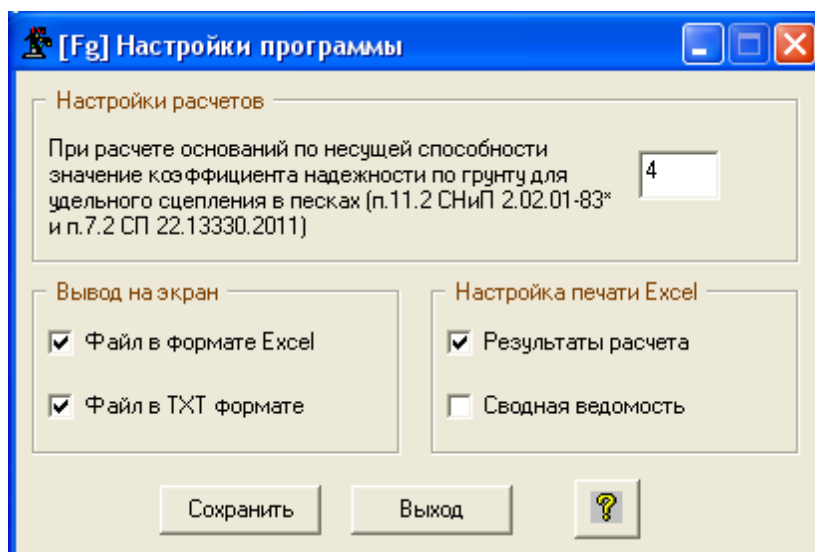 [Fg] Настройки программы
Настройки расчетов
При расчете оснований по несущей способности
значение коэффициента надежности по грунту для
удельного сцепления в песках (п.11.2 СНиП 2.02.01-83*
и п.7.2 СП 22.13330.2011)
4
Вывод на экран
Файл в формате Excel
Файл в TXT формате
Настройка печати Excel
Результаты расчета
Сводная ведомость
Сохранить
Выход
?